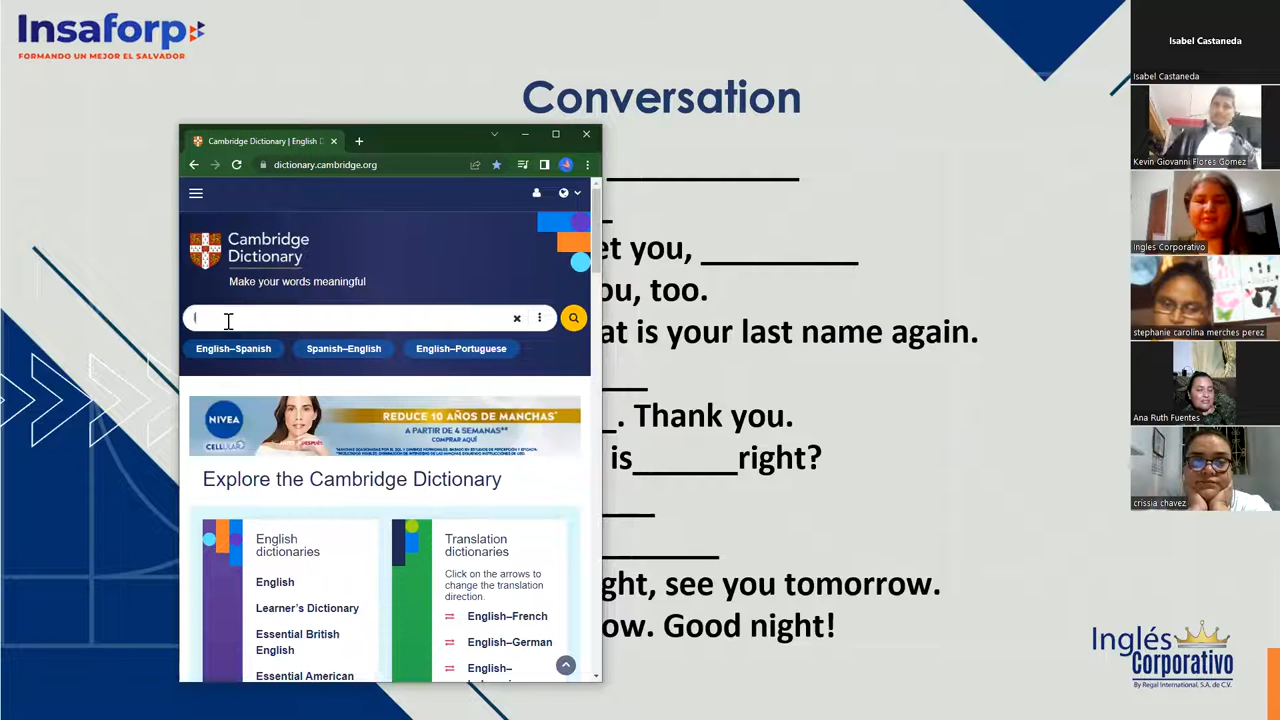 Insaforp
FORMANDO UN MEJOR EL SALVADOR
Conversation
Cambridge Dictionary | English
dictionary.cambridge.org
Cambridge
Dictionary
Make your words meaningful
English–Spanish
Spanish–English
English–Portuguese
NIVEA
CELLULAR
REDUCE 10 AÑOS DE MANCHAS*
A PARTIR DE 4 SEMANAS**
COMPRAR AQUÍ
Explore the Cambridge Dictionary
English
dictionaries
English
Learner's Dictionary
Essential British
English
Essential American
Translation
dictionaries
Click on the arrows to
change the translation
direction.
English–French
English–German
English–
____________
et you, _________
ou, too.
at is your last name again.
_. Thank you.
is______right?
ght, see you tomorrow.
ow. Good night!
Isabel Castaneda
Isabel Castaneda
Kevin Giovanni Flores Gomez
Ingles Corporativo
stephanie carolina merches perez
Ana Ruth Fuentes
crissia chavez
Inglés
Corporativo
By Regal International, S.A. de C.V.